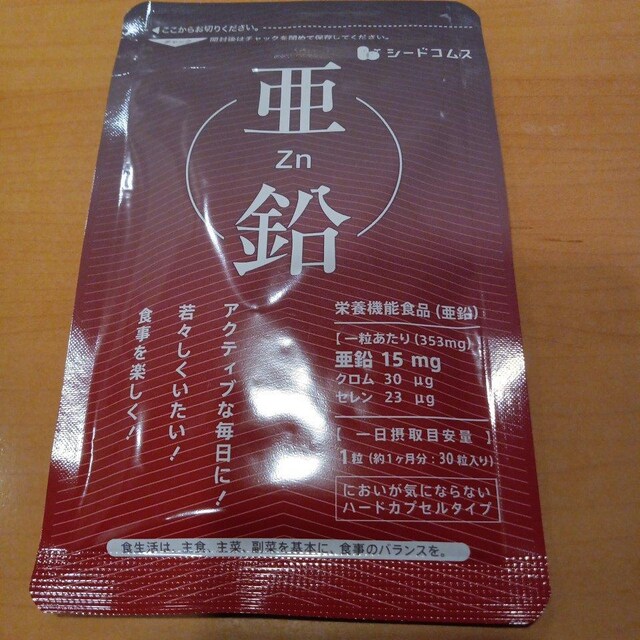 ここからお切りください。
開封後はチャックを閉めて保存してください。
シードコムス
亜
Zn
鉛
栄養機能食品(亜鉛)
【一粒あたり(353mg)】
亜鉛 15 mg
クロム 30 μg
セレン 23 μg
【 一日摂取目安量 】
1粒(約1ヶ月分:30粒入り)
においが気にならない
ハードカプセルタイプ
アクティブな毎日に!
若々しくいたい!
食事を楽しく!
食生活は、主食、主菜、副菜を基本に、食事のバランスを。